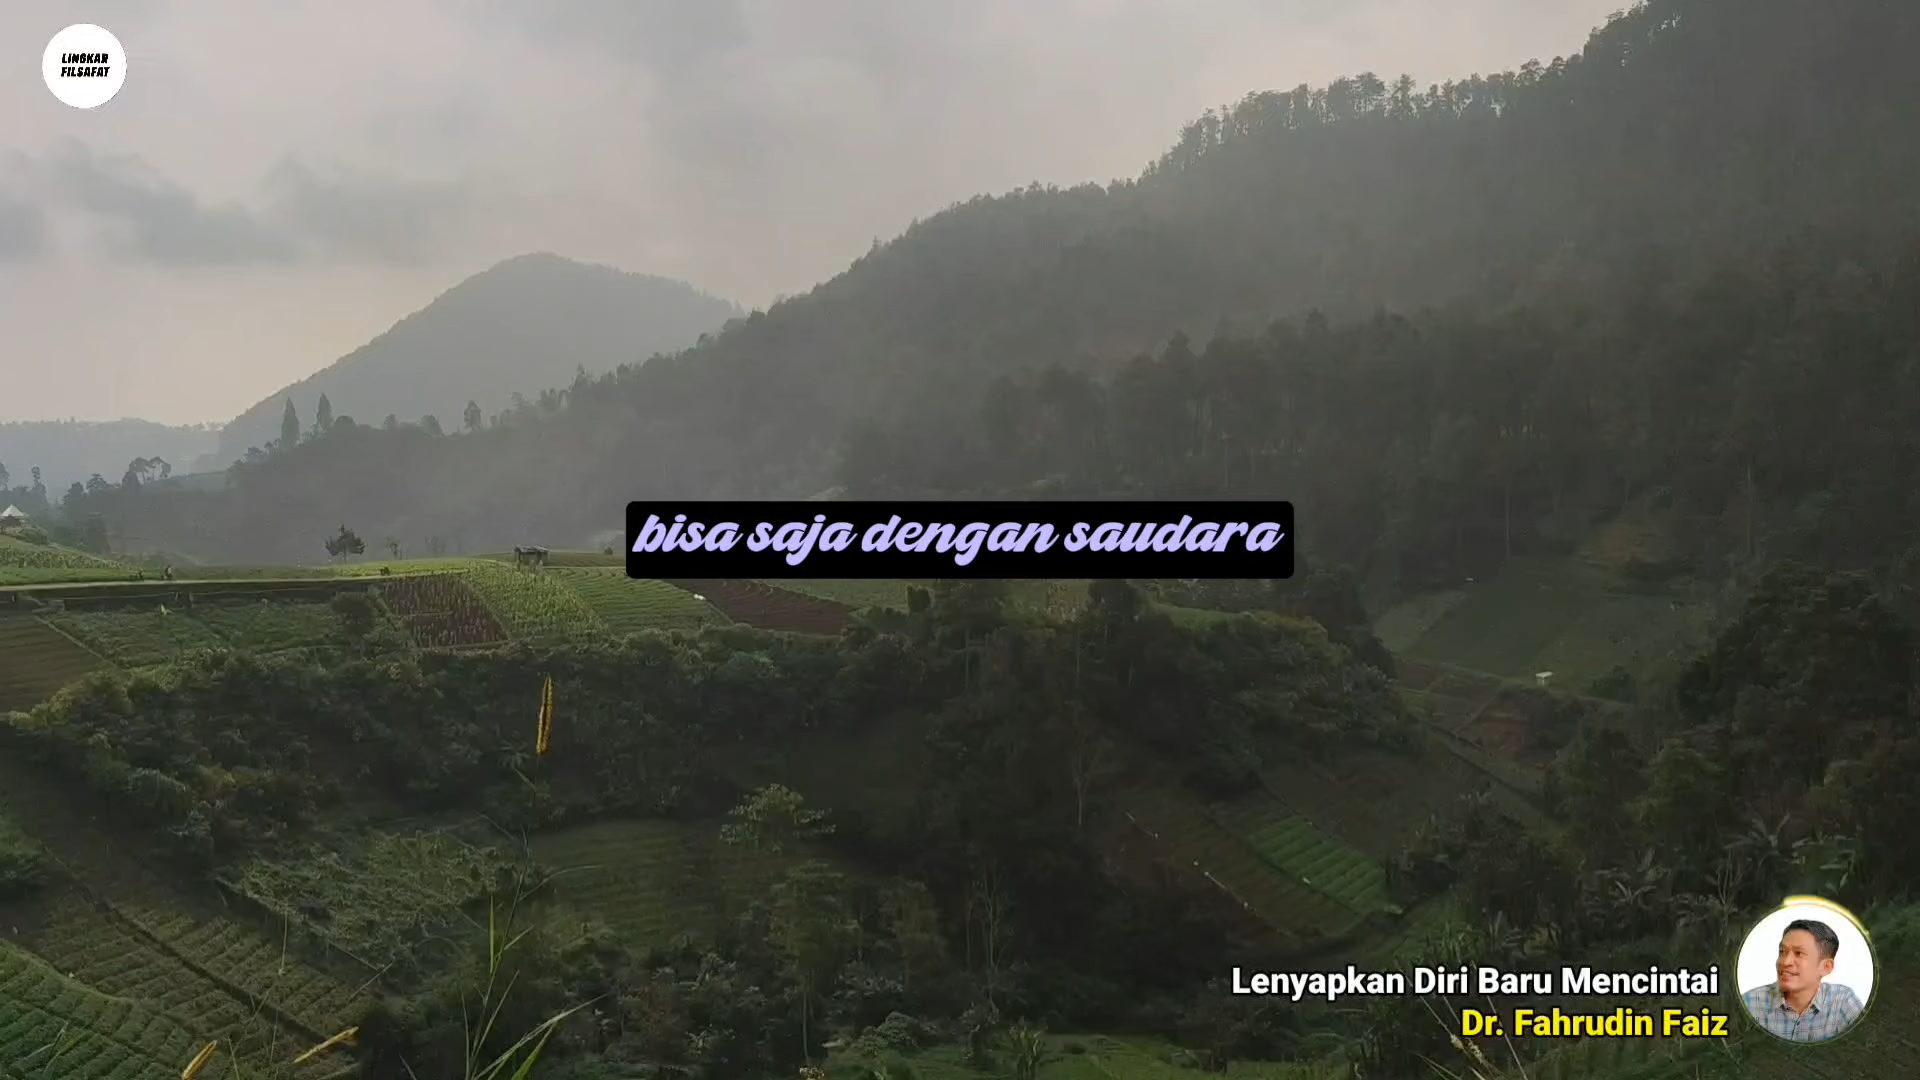 LINGKAR
FILSAFAT
bisa saja dengan saudara
Lenyapkan Diri Baru Mencintai
Dr. Fahrudin Faiz